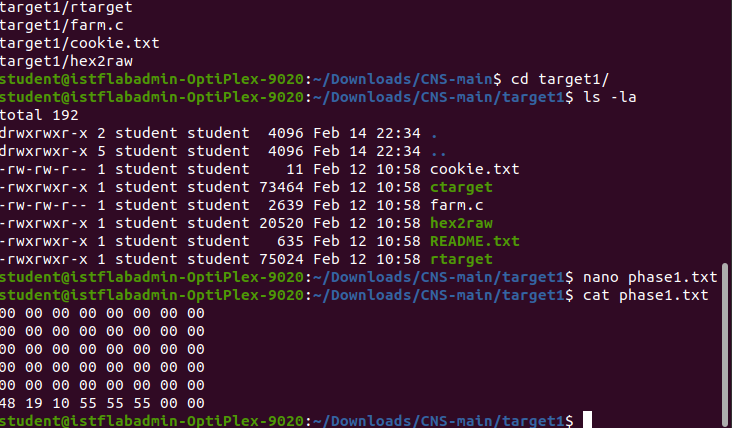 target1/rtarget
target1/farm.c
target1/cookie.txt
target1/hex2raw
student@istflabadmin-OptiPlex-9020:~/Downloads/CNS-main$ cd target1/
student@istflabadmin-OptiPlex-9020:~/Downloads/CNS-main/target1$ ls -la
total 192
drwxrwxr-x 2 student student  4096 Feb 14 22:34 .
drwxrwxr-x 5 student student  4096 Feb 14 22:34 ..
-rw-rw-r-- 1 student student    11 Feb 12 10:58 cookie.txt
-rwxrwxr-x 1 student student 73464 Feb 12 10:58 ctarget
-rw-rw-r-- 1 student student  2639 Feb 12 10:58 farm.c
-rwxrwxr-x 1 student student 20520 Feb 12 10:58 hex2raw
-rwxrwxr-x 1 student student   635 Feb 12 10:58 README.txt
-rwxrwxr-x 1 student student 75024 Feb 12 10:58 rtarget
student@istflabadmin-OptiPlex-9020:~/Downloads/CNS-main/target1$ nano phase1.txt
student@istflabadmin-OptiPlex-9020:~/Downloads/CNS-main/target1$ cat phase1.txt
00 00 00 00 00 00 00 00
00 00 00 00 00 00 00 00
00 00 00 00 00 00 00 00
00 00 00 00 00 00 00 00
00 00 00 00 00 00 00 00
48 19 10 55 55 55 00 00
student@istflabadmin-OptiPlex-9020:~/Downloads/CNS-main/target1$